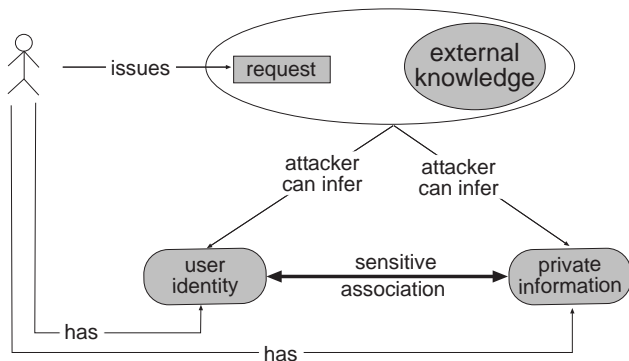 issues
request
external
knowledge
attacker
can infer
attacker
can infer
user
identity
sensitive
association
private
information
has
has